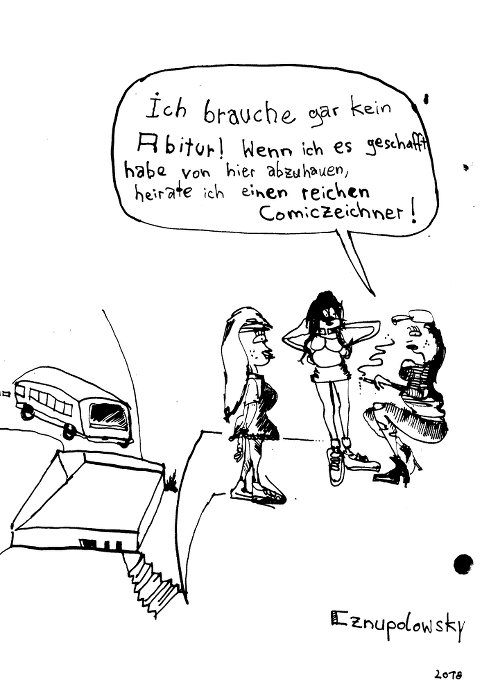 Ich brauche gar kein
Abitur! Wenn ich es geschafft
habe von hier abzuhauen,
heirate ich einen reichen
Comiczeichner!
Eznupolowsky
2018